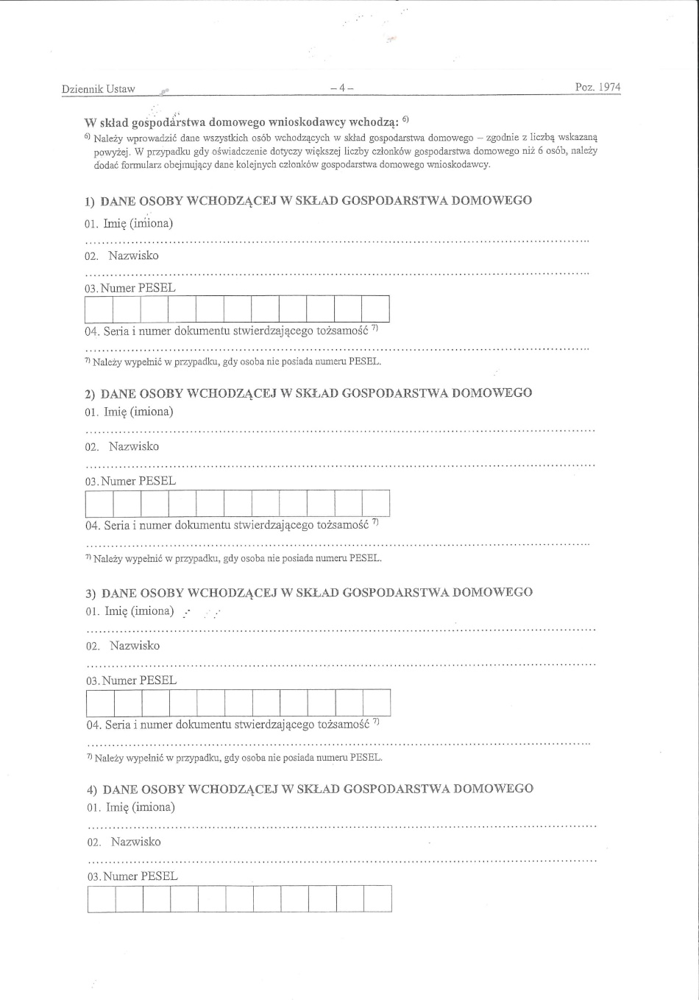 Dziennik Ustaw – 4 – Poz. 1974
W skład gospodarstwa domowego wnioskodawcy wchodzą: 6)
6) Należy wprowadzić dane wszystkich osób wchodzących w skład gospodarstwa domowego – zgodnie z liczbą wskazaną
powyżej. W przypadku gdy oświadczenie dotyczy większej liczby członków gospodarstwa domowego niż 6 osób, należy
dodać formularz obejmujący dane kolejnych członków gospodarstwa domowego wnioskodawcy.
1) DANE OSOBY WCHODZĄCEJ W SKŁAD GOSPODARSTWA DOMOWEGO
01. Imię (imiona)
02. Nazwisko
03. Numer PESEL
04. Seria i numer dokumentu stwierdzającego tożsamość 7)
7) Należy wypełnić w przypadku, gdy osoba nie posiada numeru PESEL.
2) DANE OSOBY WCHODZĄCEJ W SKŁAD GOSPODARSTWA DOMOWEGO
01. Imię (imiona)
02. Nazwisko
03. Numer PESEL
04. Seria i numer dokumentu stwierdzającego tożsamość 7)
7) Należy wypełnić w przypadku, gdy osoba nie posiada numeru PESEL.
3) DANE OSOBY WCHODZĄCEJ W SKŁAD GOSPODARSTWA DOMOWEGO
01. Imię (imiona)
02. Nazwisko
03. Numer PESEL
04. Seria i numer dokumentu stwierdzającego tożsamość 7)
7) Należy wypełnić w przypadku, gdy osoba nie posiada numeru PESEL.
4) DANE OSOBY WCHODZĄCEJ W SKŁAD GOSPODARSTWA DOMOWEGO
01. Imię (imiona)
02. Nazwisko
03. Numer PESEL